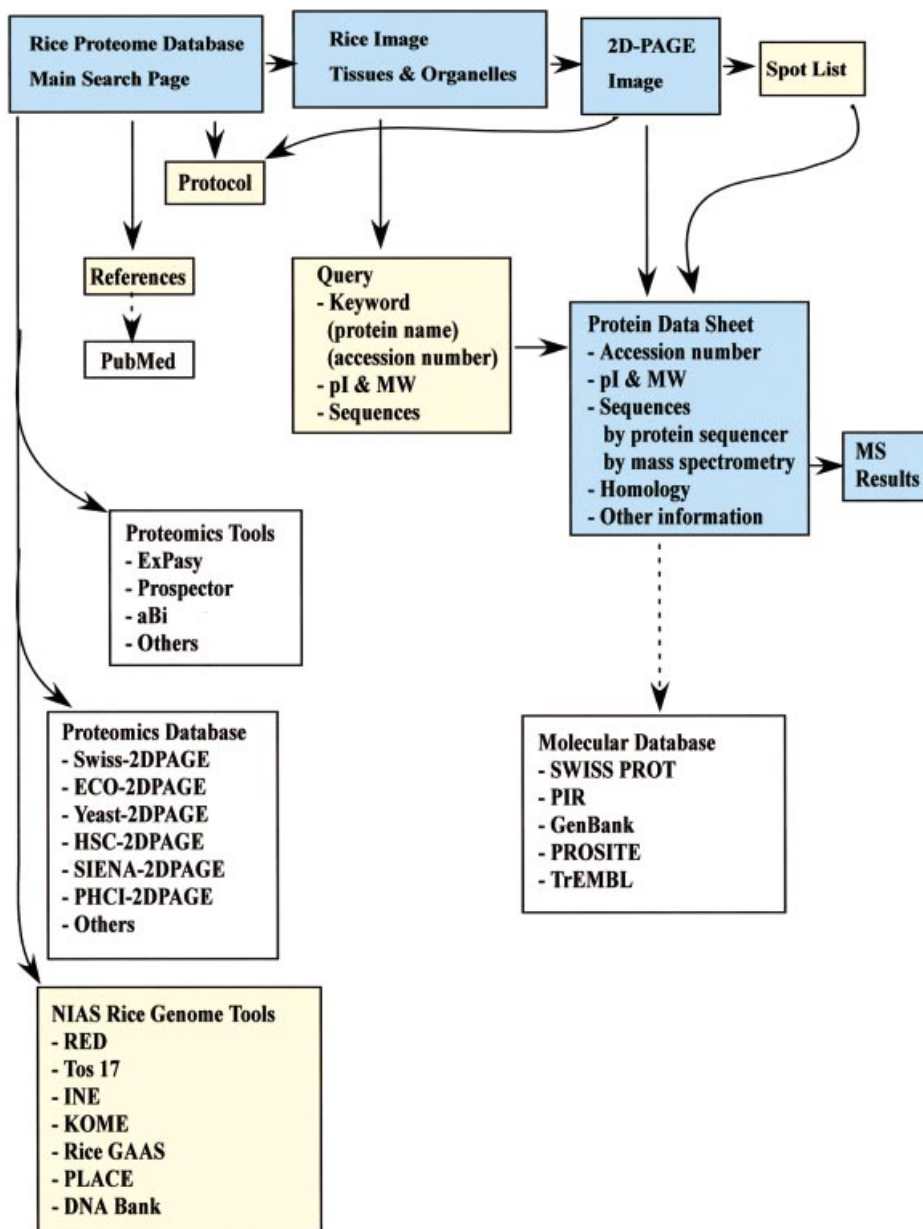 Rice Proteome Database
Main Search Page
Rice Image
Tissues & Organelles
2D-PAGE
Image
Spot List
Protocol
References
PubMed
Query
- Keyword
(protein name)
(accession number)
- pI & MW
- Sequences
Protein Data Sheet
- Accession number
- pI & MW
- Sequences
by protein sequencer
by mass spectrometry
- Homology
- Other information
MS
Results
Proteomics Tools
- ExPasy
- Prospector
- aBi
- Others
Proteomics Database
- Swiss-2DPAGE
- ECO-2DPAGE
- Yeast-2DPAGE
- HSC-2DPAGE
- SIENA-2DPAGE
- PHCI-2DPAGE
- Others
Molecular Database
- SWISS PROT
- PIR
- GenBank
- PROSITE
- TrEMBL
NIAS Rice Genome Tools
- RED
- Tos 17
- INE
- KOME
- Rice GAAS
- PLACE
- DNA Bank